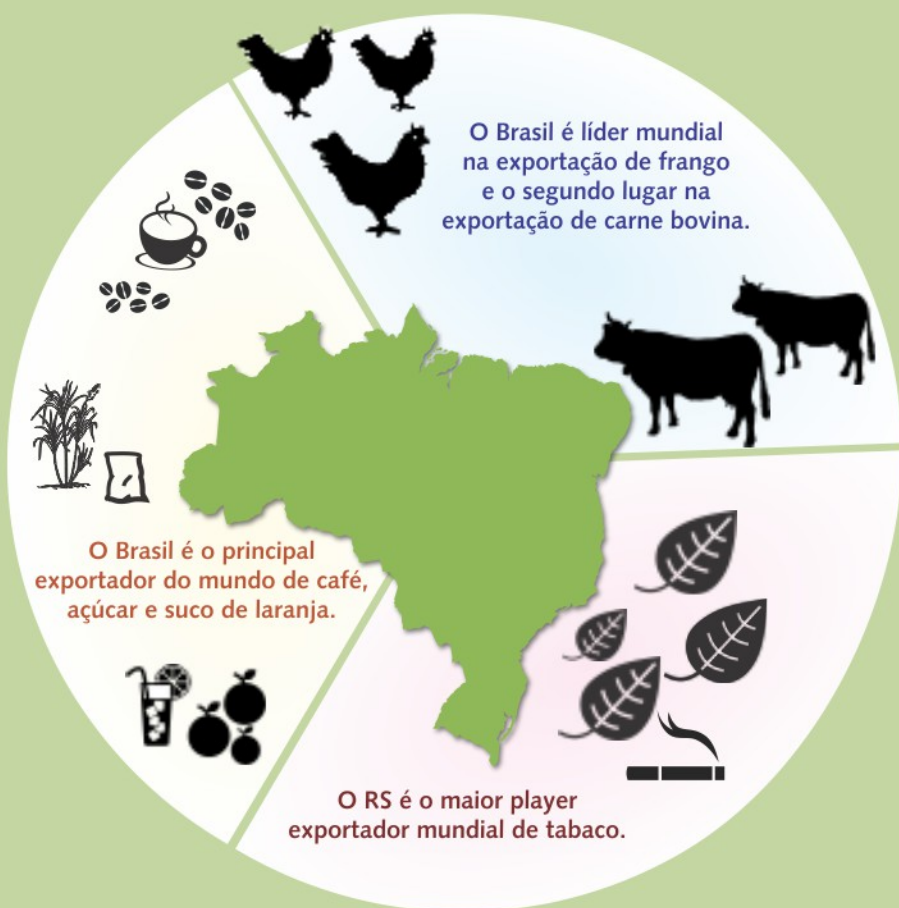 O Brasil é líder mundial
na exportação de frango
e o segundo lugar na
exportação de carne bovina.
O Brasil é o principal
exportador do mundo de café,
açúcar e suco de laranja.
O RS é o maior player
exportador mundial de tabaco.